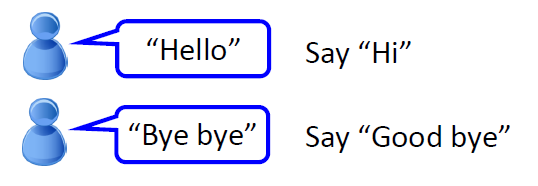 “Hello” Say “Hi”
“Bye bye” Say “Good bye”